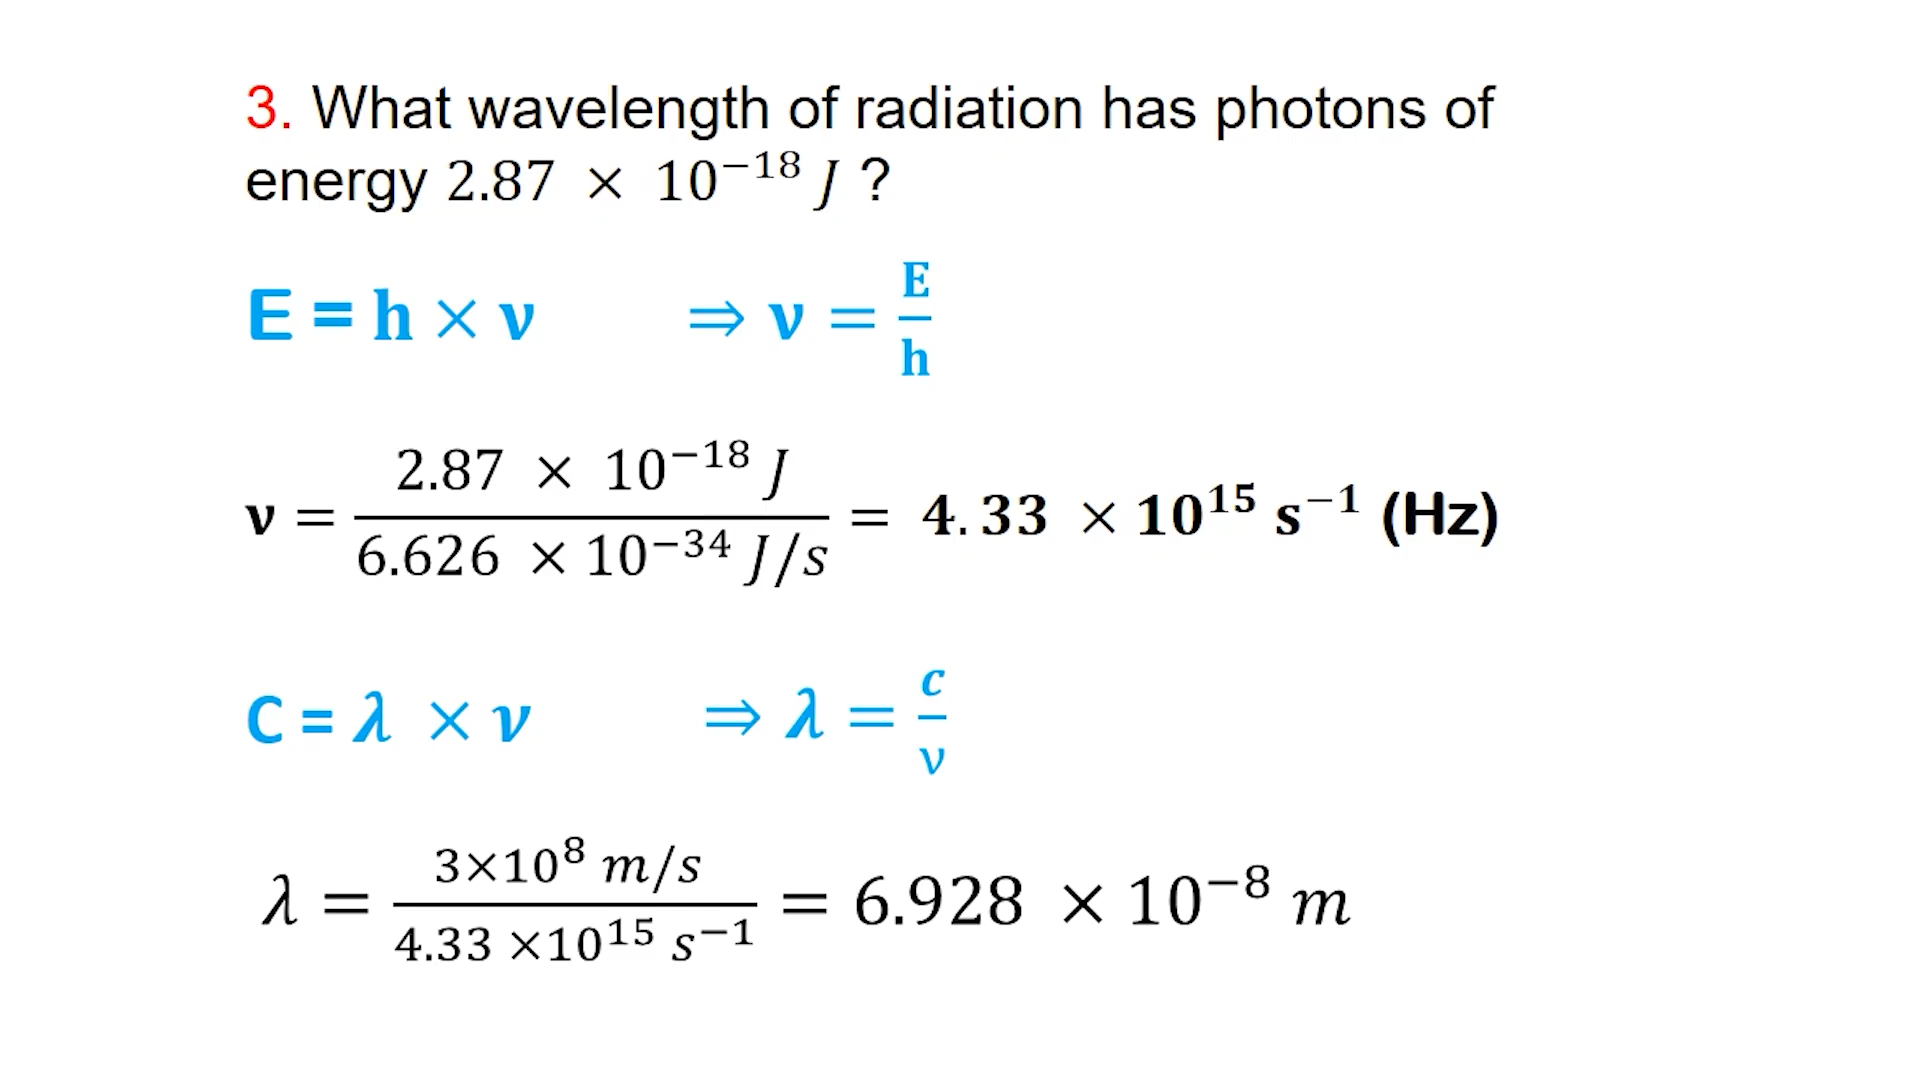 3. What wavelength of radiation has photons of
energy 2.87 × 10⁻¹⁸ J ?
E = h × ν ⇒ ν = E/h
ν = 2.87 × 10⁻¹⁸ J / 6.626 × 10⁻³⁴ J/s = 4.33 × 10¹⁵ s⁻¹ (Hz)
C = λ × ν ⇒ λ = c/ν
λ = 3×10⁸ m/s / 4.33 ×10¹⁵ s⁻¹ = 6.928 × 10⁻⁸ m